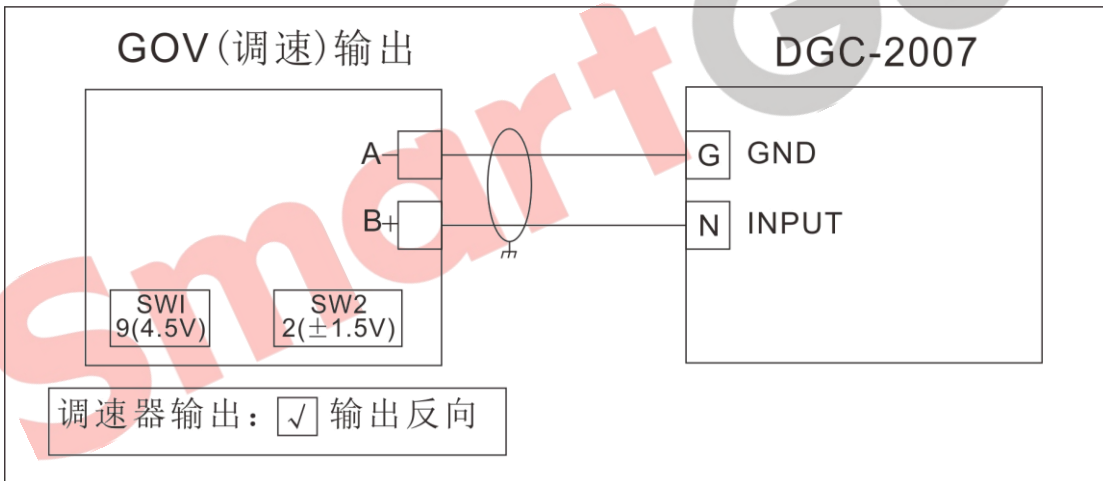 GOV(调速)输出
DGC-2007
A-
G
GND
B+
N
INPUT
SWI
9(4.5V)
SW2
2(±1.5V)
调速器输出：√ 输出反向
SmartGe